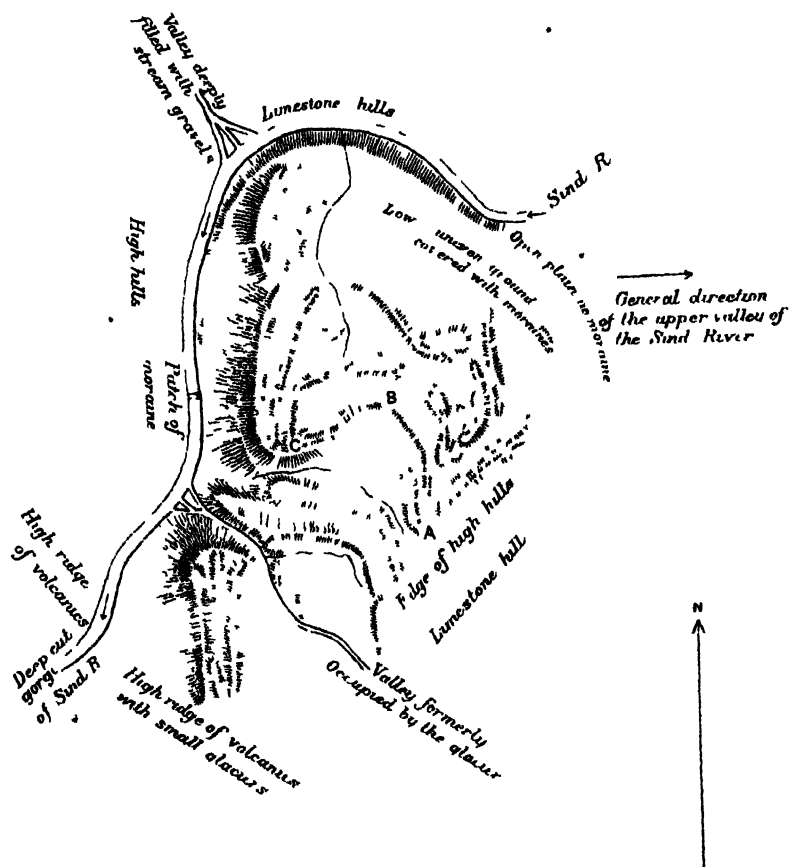 Valley deeply
filled with
stream gravels
Limestone hills
Sind R
High hills
Low uneven ground
covered with moraines
Open plain no moraine
General direction
of the upper valley of
the Sind River
Patch of
moraine
B
C
A
Edge of high hills
Limestone hill
High ridge
of volcanics
Deep cut
gorge
of Sind R
High ridge of volcanics
with small glaciers
Valley formerly
Occupied by the glacier
N